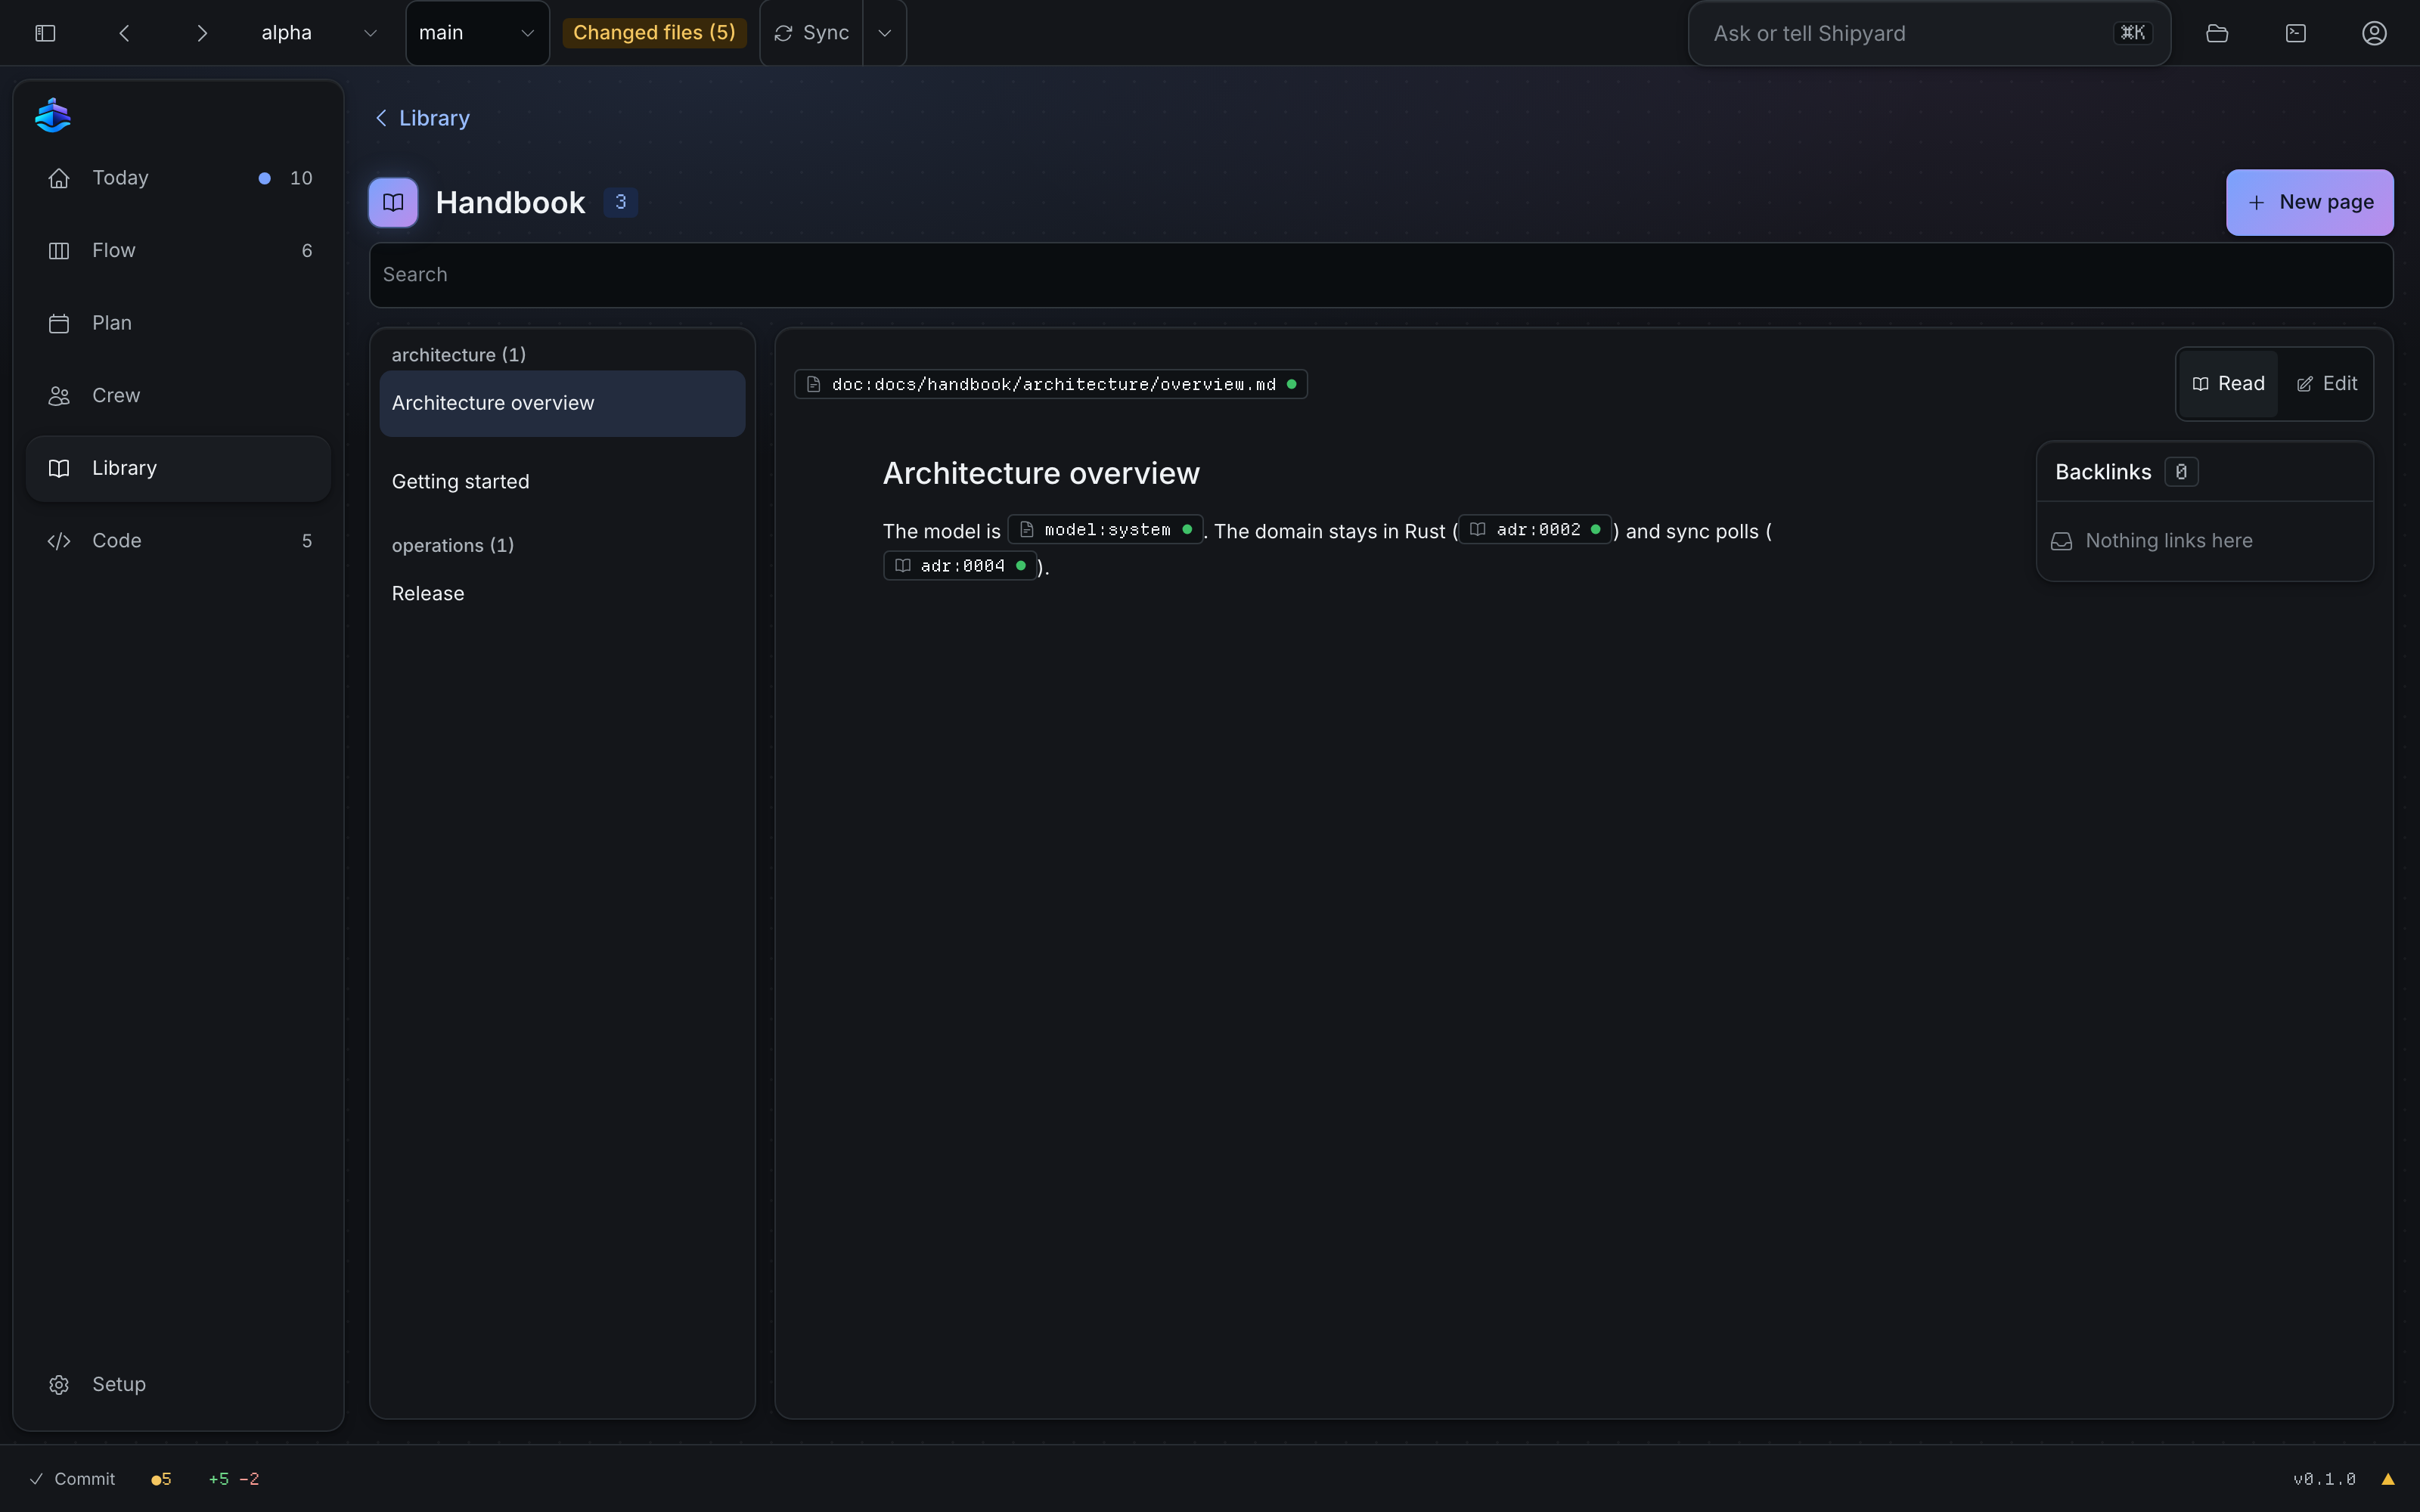 alpha
main
Changed files (5)
Sync
Ask or tell Shipyard
⌘K
Today 10
Flow 6
Plan
Crew
Library
Code 5
Setup
Library
Handbook 3
New page
Search
architecture (1)
Architecture overview
Getting started
operations (1)
Release
doc:docs/handbook/architecture/overview.md
Read
Edit
Architecture overview
The model is model:system. The domain stays in Rust (adr:0002) and sync polls (
adr:0004).
Backlinks 0
Nothing links here
Commit 5 +5 -2
v0.1.0